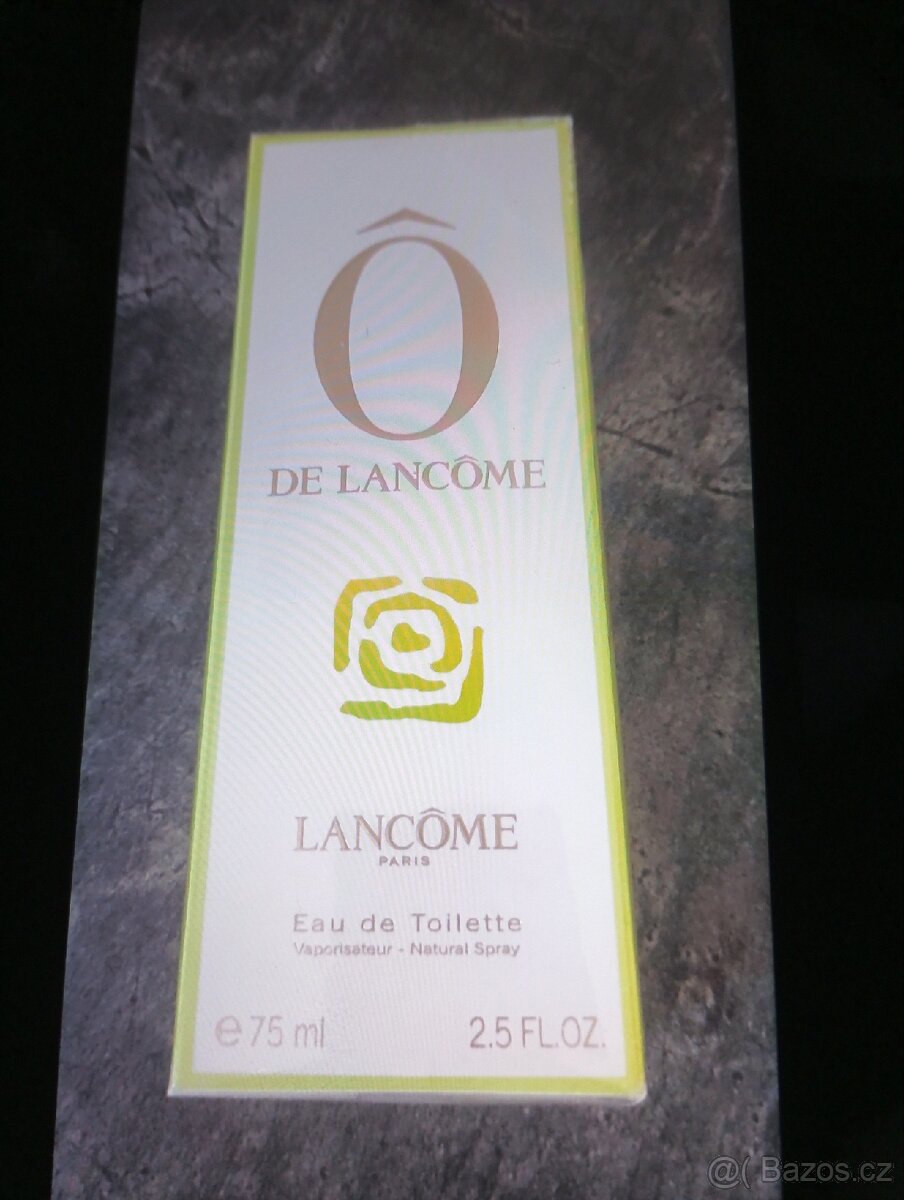 Ô
DE LANCÔME
LANCÔME
PARIS
Eau de Toilette
Vaporisateur - Natural Spray
℮ 75 ml
2.5 FL.OZ.
@( Bazos.cz